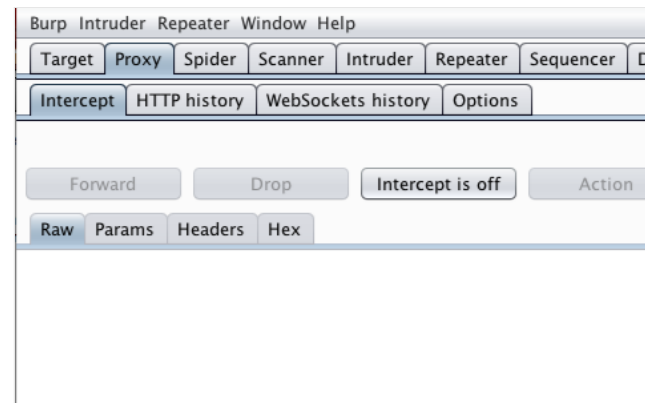 Burp Intruder Repeater Window Help
Target Proxy Spider Scanner Intruder Repeater Sequencer
Intercept HTTP history WebSockets history Options
Forward Drop Intercept is off Action
Raw Params Headers Hex